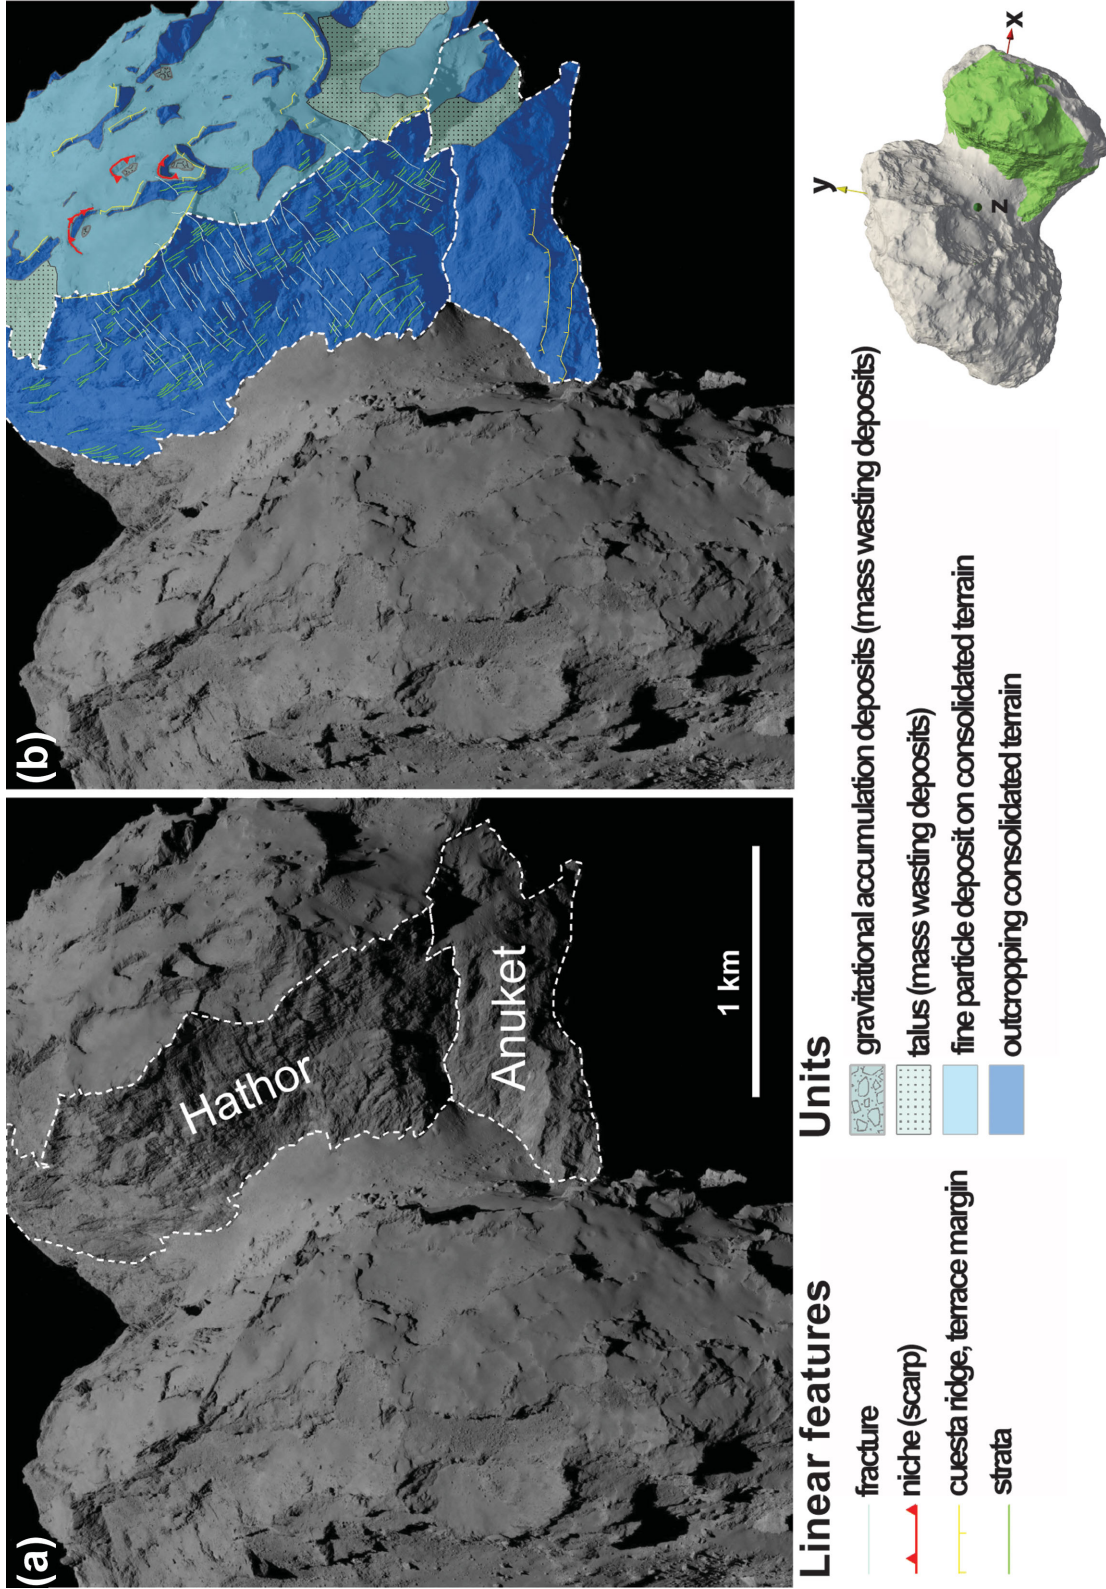 (a)
(b)
Hathor
Anuket
1 km
Linear features
fracture
niche (scarp)
cuesta ridge, terrace margin
strata
Units
gravitational accumulation deposits (mass wasting deposits)
talus (mass wasting deposits)
fine particle deposit on consolidated terrain
outcropping consolidated terrain
y
x
z